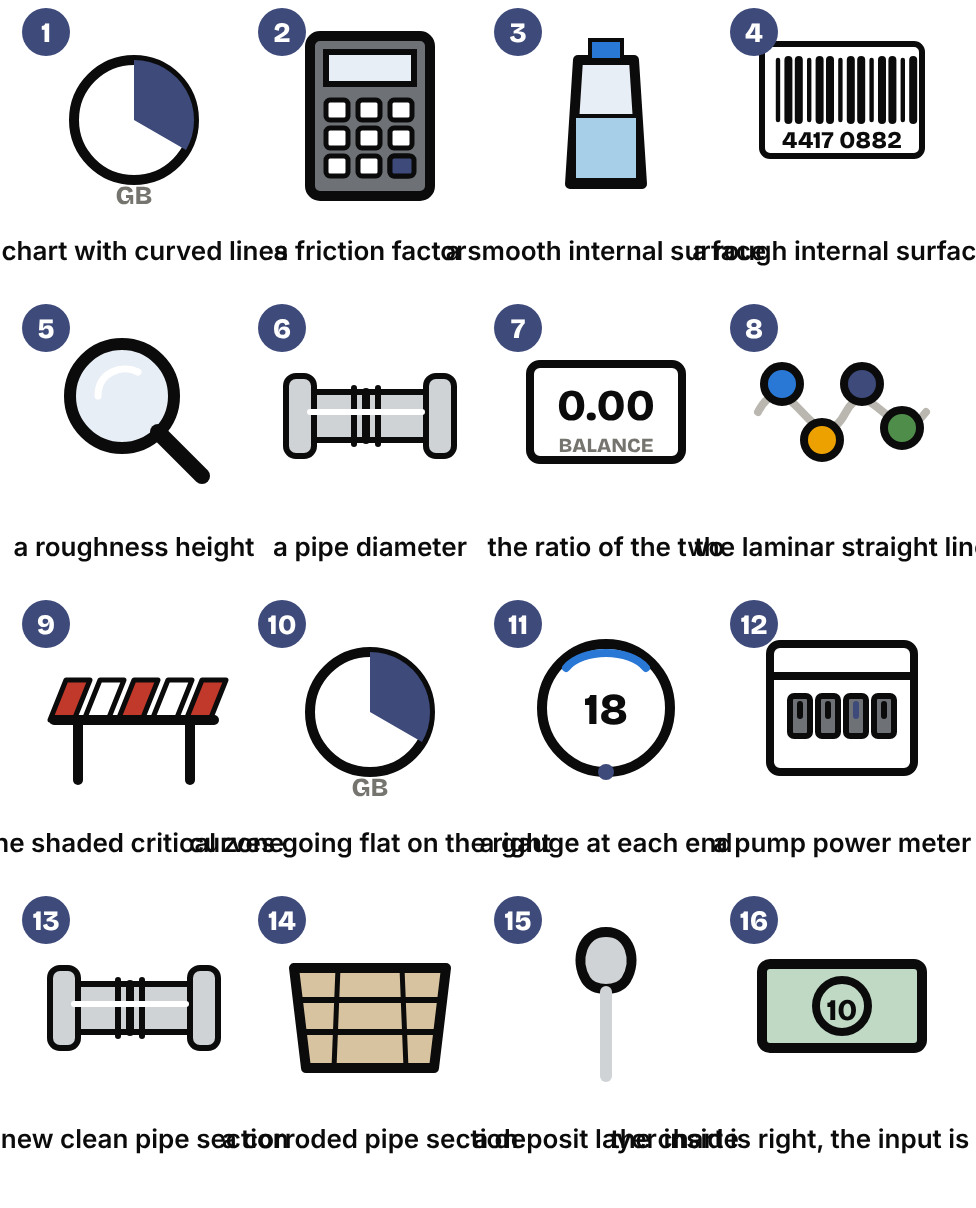 1
2
3
4
4417 0882
GB
chart with curved lines
a friction factor
a smooth internal surface
a rough internal surfac
5
6
7
8
0.00
BALANCE
a roughness height
a pipe diameter
the ratio of the two
the laminar straight line
9
10
11
12
18
GB
he shaded critical zone
curves going flat on the right
a gauge at each end
a pump power meter
13
14
15
16
10
new clean pipe section
a corroded pipe section
a deposit layer inside
the chart is right, the input is